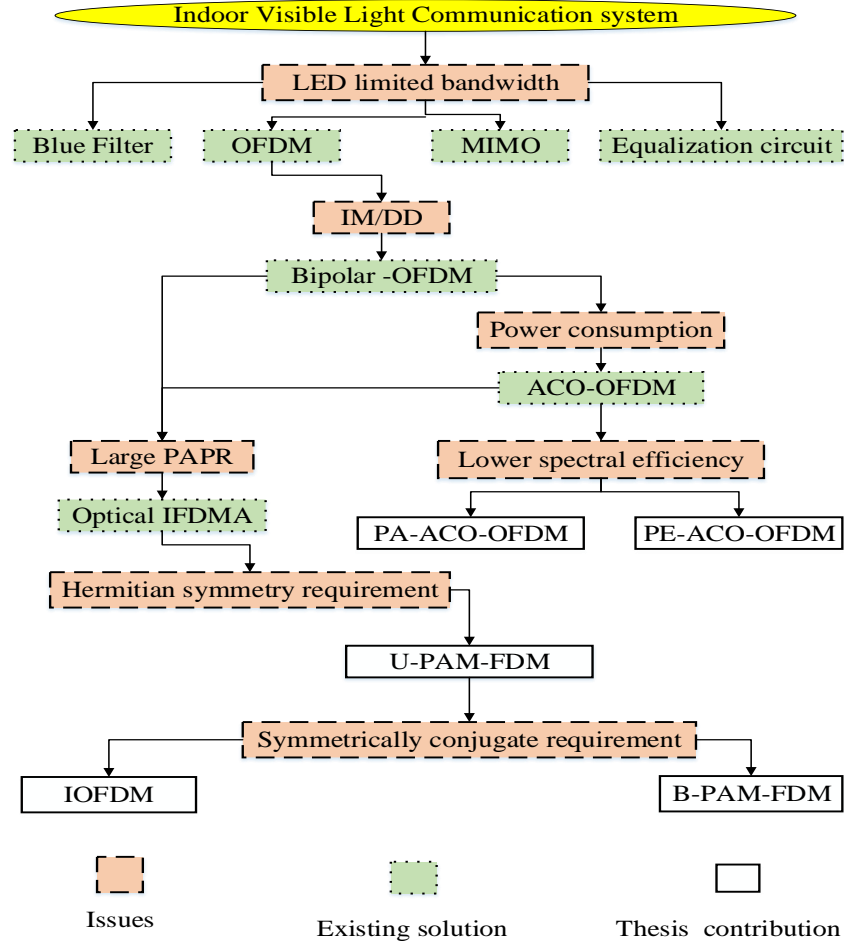 Indoor Visible Light Communication system
LED limited bandwidth
Blue Filter
OFDM
MIMO
Equalization circuit
IM/DD
Bipolar -OFDM
Power consumption
ACO-OFDM
Large PAPR
Lower spectral efficiency
Optical IFDMA
PA-ACO-OFDM
PE-ACO-OFDM
Hermitian symmetry requirement
U-PAM-FDM
Symmetrically conjugate requirement
IOFDM
B-PAM-FDM
Issues
Existing solution
Thesis contribution